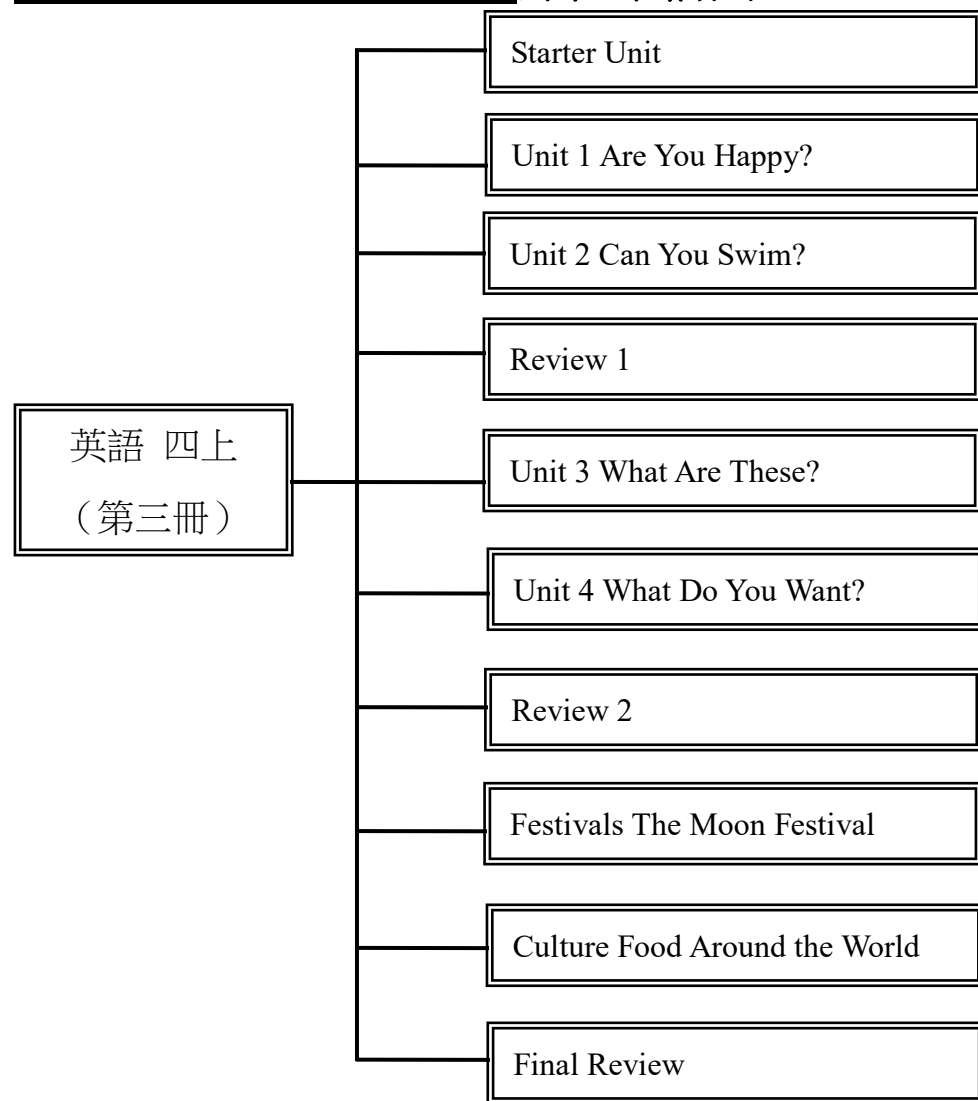 英語 四上
（第三冊）
Starter Unit
Unit 1 Are You Happy?
Unit 2 Can You Swim?
Review 1
Unit 3 What Are These?
Unit 4 What Do You Want?
Review 2
Festivals The Moon Festival
Culture Food Around the World
Final Review